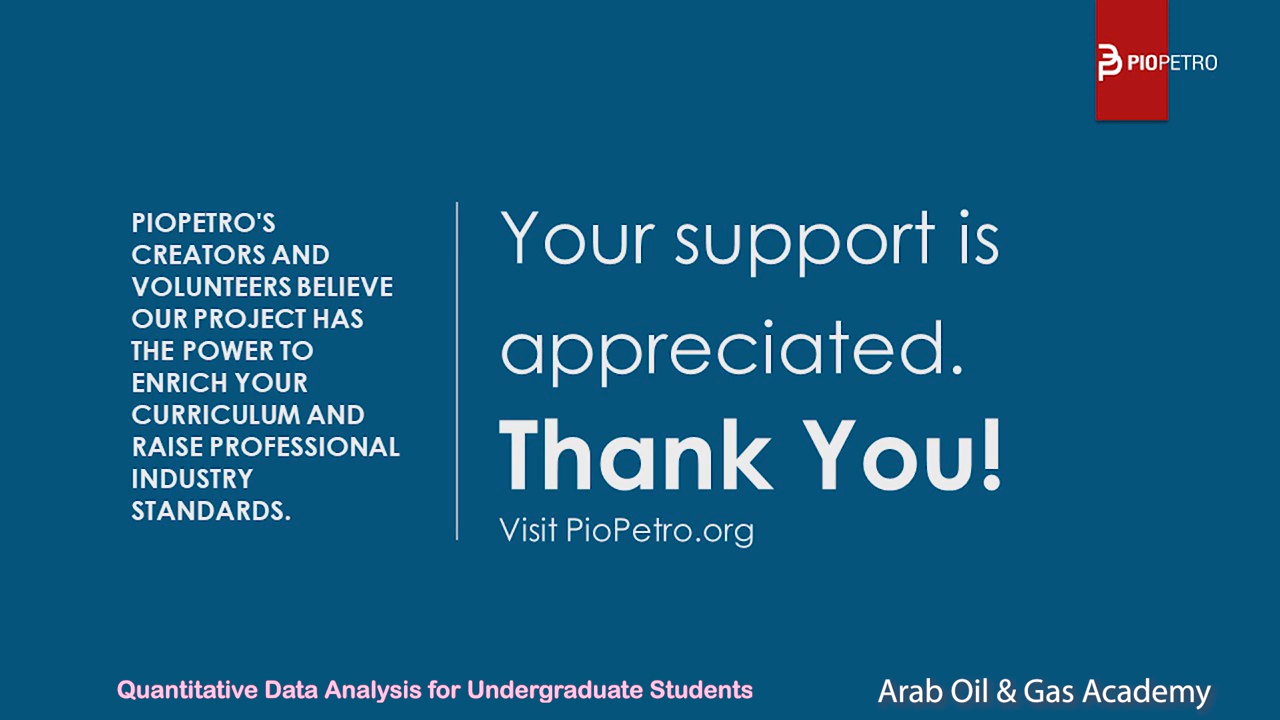 PIOPETRO
PIOPETRO'S
CREATORS AND
VOLUNTEERS BELIEVE
OUR PROJECT HAS
THE POWER TO
ENRICH YOUR
CURRICULUM AND
RAISE PROFESSIONAL
INDUSTRY
STANDARDS.
Your support is
appreciated.
Thank You!
Visit PioPetro.org
Quantitative Data Analysis for Undergraduate Students
Arab Oil & Gas Academy